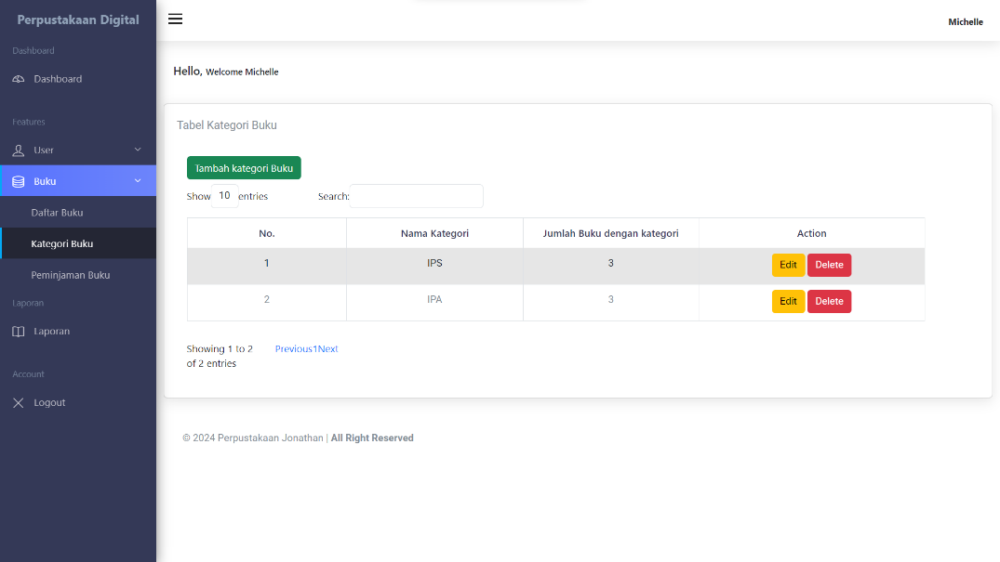 Perpustakaan Digital
Michelle
Dashboard
Dashboard
Features
User
Buku
Daftar Buku
Kategori Buku
Peminjaman Buku
Laporan
Laporan
Account
Logout
Hello, Welcome Michelle
Tabel Kategori Buku
Tambah kategori Buku
Show 10 entries Search:
No. Nama Kategori Jumlah Buku dengan kategori Action
1 IPS 3 Edit Delete
2 IPA 3 Edit Delete
Showing 1 to 2 Previous1Next
of 2 entries
© 2024 Perpustakaan Jonathan | All Right Reserved